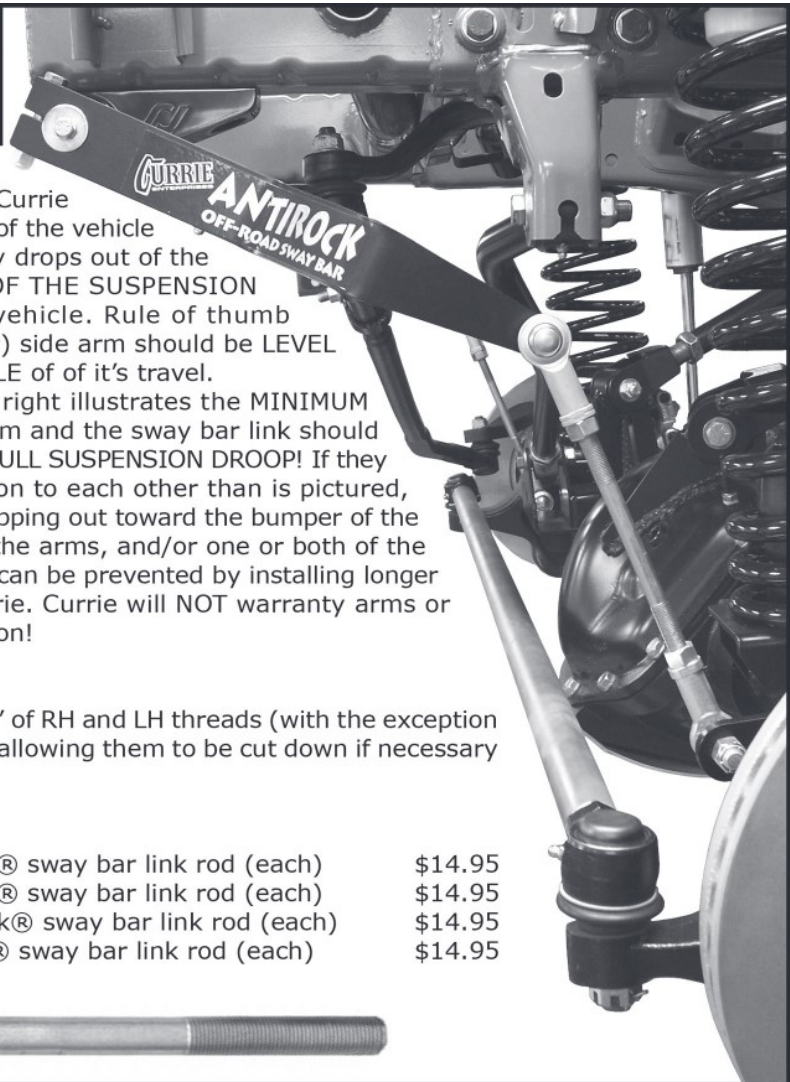 CURRIE
ENTERPRISES
ANTIROCK
OFF-ROAD SWAY BAR
Currie
of the vehicle
drops out of the
OF THE SUSPENSION
vehicle. Rule of thumb
) side arm should be LEVEL
LE of of it's travel.
right illustrates the MINIMUM
m and the sway bar link should
ULL SUSPENSION DROOP! If they
on to each other than is pictured,
pping out toward the bumper of the
the arms, and/or one or both of the
can be prevented by installing longer
rie. Currie will NOT warranty arms or
on!
” of RH and LH threads (with the exception
allowing them to be cut down if necessary
® sway bar link rod (each) $14.95
® sway bar link rod (each) $14.95
k® sway bar link rod (each) $14.95
® sway bar link rod (each) $14.95